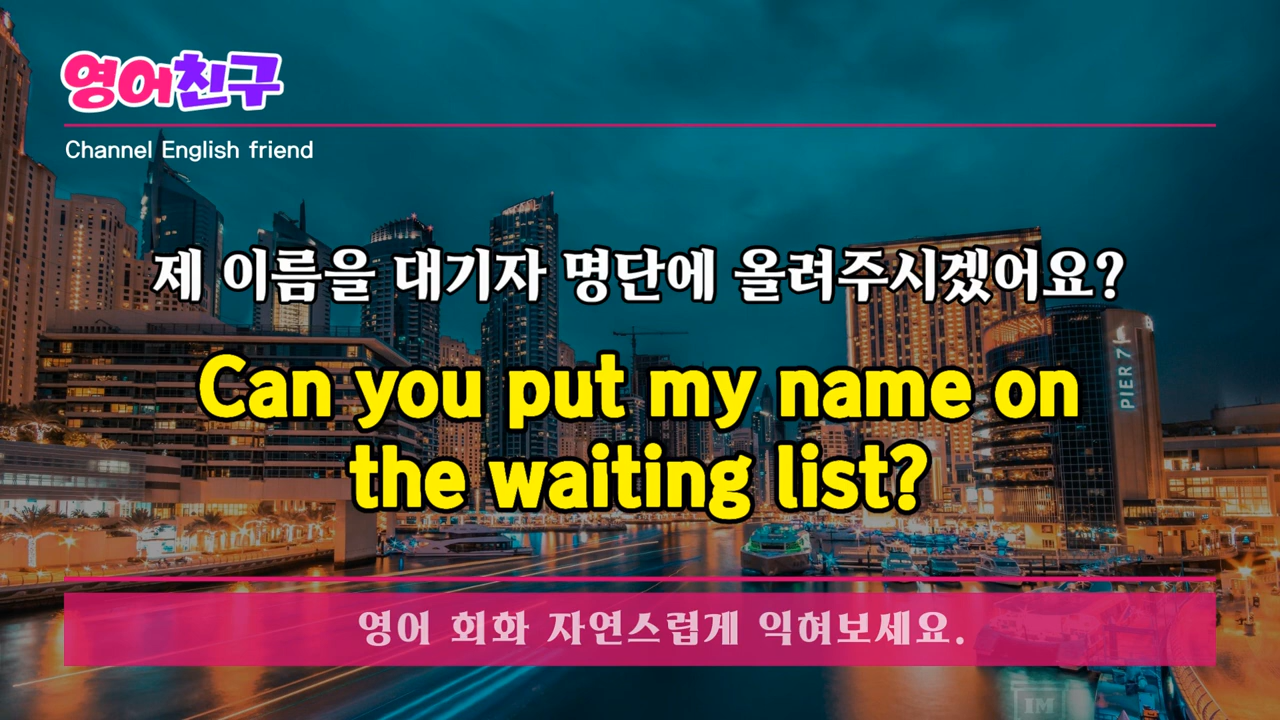 영어친구
Channel English friend
제 이름을 대기자 명단에 올려주시겠어요?
Can you put my name on
the waiting list?
PIER 7
영어 회화 자연스럽게 익혀보세요.
IM